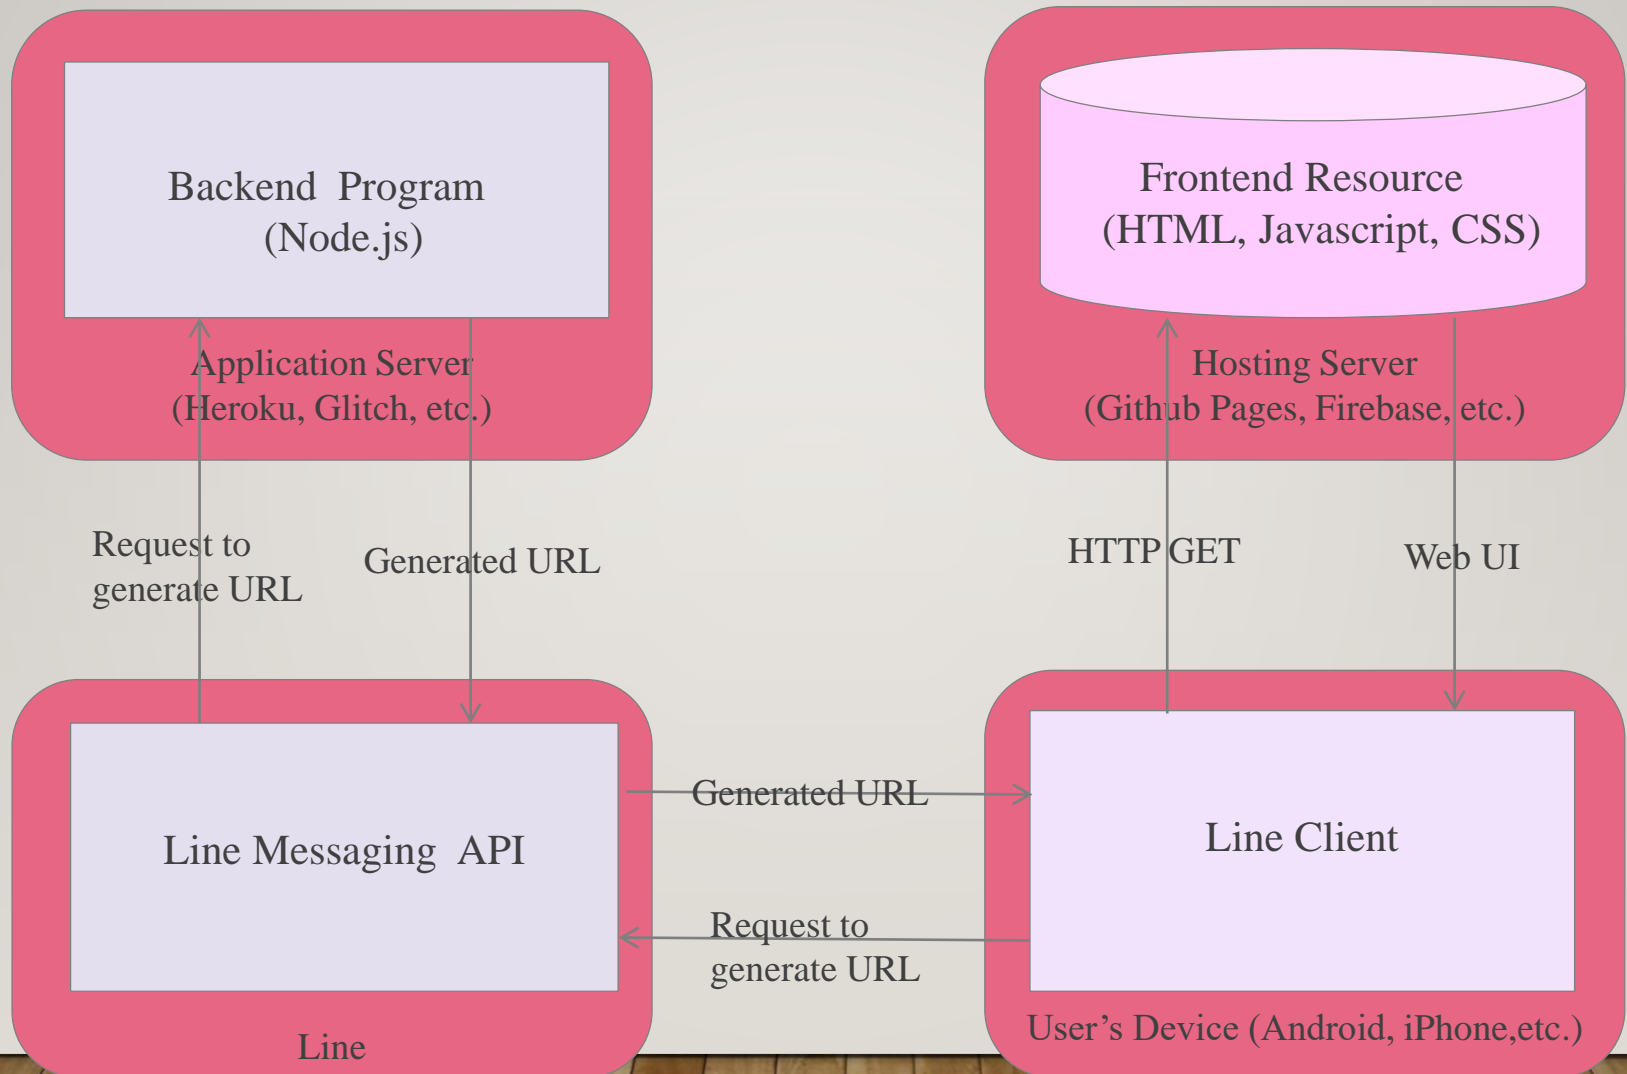 Backend Program
(Node.js)
Application Server
(Heroku, Glitch, etc.)
Frontend Resource
(HTML, Javascript, CSS)
Hosting Server
(Github Pages, Firebase, etc.)
Request to
generate URL
Generated URL
HTTP GET
Web UI
Line Messaging API
Line
Generated URL
Request to
generate URL
Line Client
User’s Device (Android, iPhone,etc.)